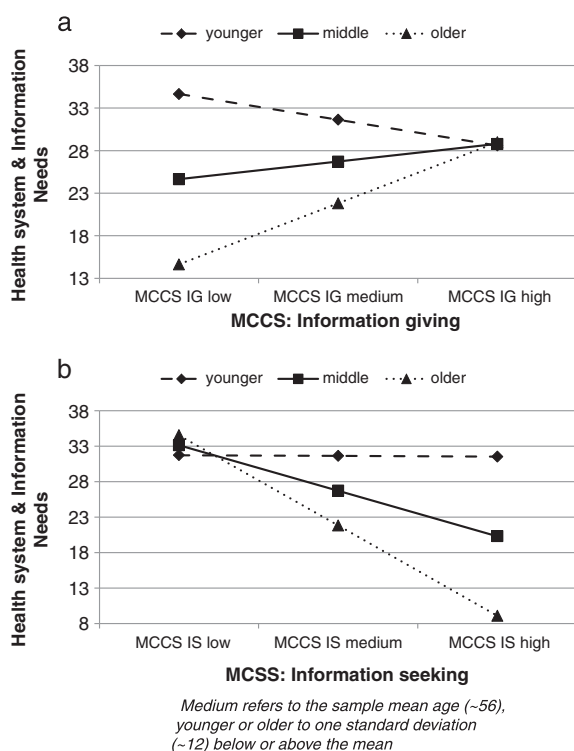 a
younger middle older
38
33
28
23
18
13
Health system & Information
Needs
MCCS IG low MCCS IG medium MCCS IG high
MCCS: Information giving
b
younger middle older
38
33
28
23
18
13
8
Health system & Information
Needs
MCCS IS low MCCS IS medium MCCS IS high
MCSS: Information seeking
Medium refers to the sample mean age (~56),
younger or older to one standard deviation
(~12) below or above the mean